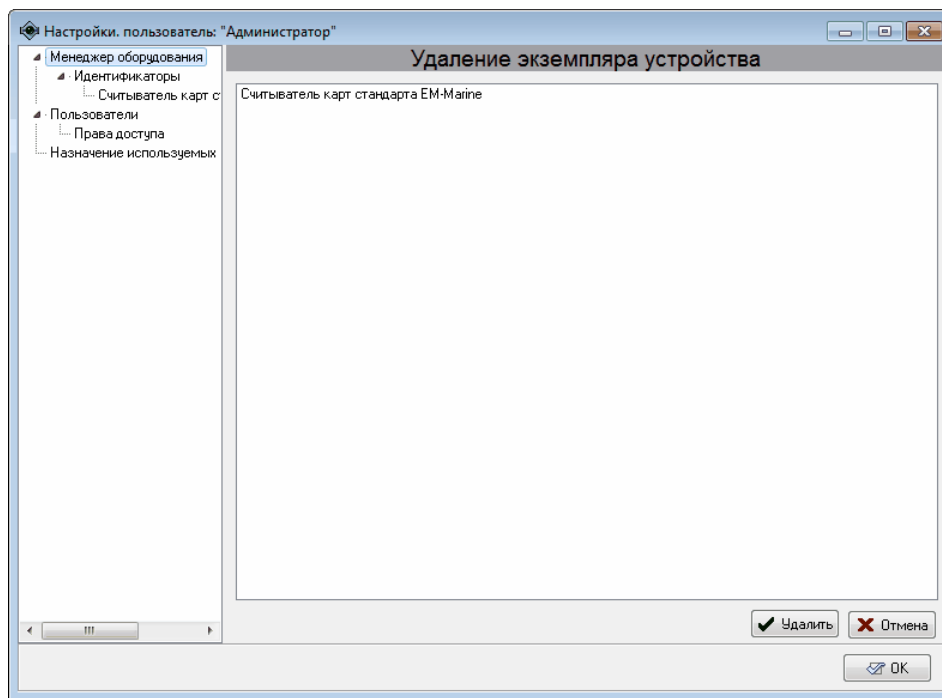 Настройки. пользователь: "Администратор"
Менеджер оборудования
Идентификаторы
Считыватель карт с
Пользователи
Права доступа
Назначение используемых
Удаление экземпляра устройства
Считыватель карт стандарта EM-Marine
Удалить
Отмена
OK